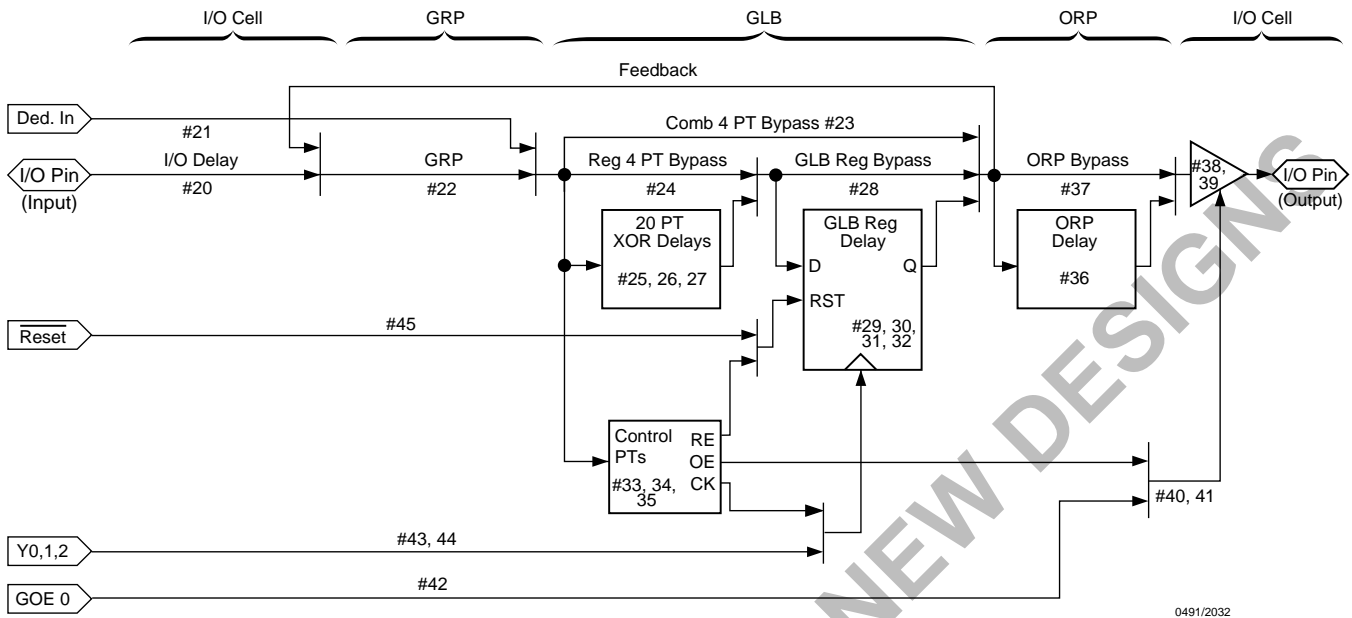 I/O Cell GRP GLB ORP I/O Cell
Feedback
Ded. In
#21
Comb 4 PT Bypass #23
I/O Pin
(Input)
I/O Delay
#20
GRP
#22
Reg 4 PT Bypass
#24
GLB Reg Bypass
#28
ORP Bypass
#37
#38,
39
I/O Pin
(Output)
20 PT
XOR Delays
#25, 26, 27
GLB Reg
Delay
D Q
RST
#29, 30,
31, 32
ORP
Delay
#36
Reset
#45
Control
PTs
RE
OE
CK
#33, 34,
35
#40, 41
Y0,1,2
#43, 44
GOE 0
#42
NEW DESIGNS
0491/2032